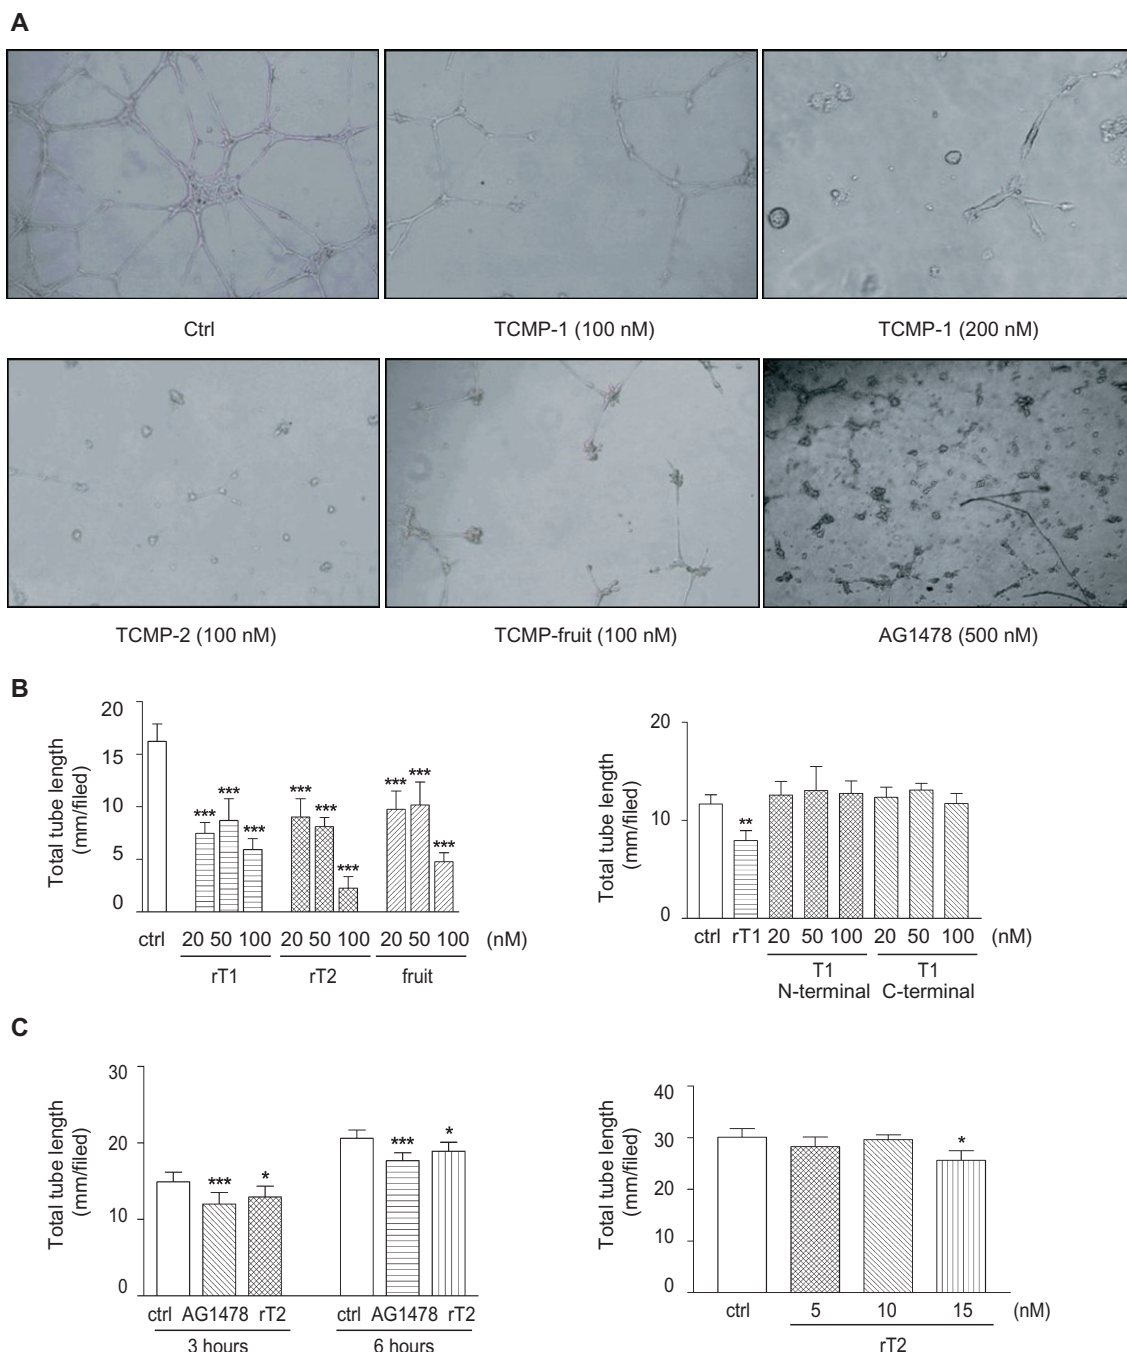 A
Ctrl
TCMP-1 (100 nM)
TCMP-1 (200 nM)
TCMP-2 (100 nM)
TCMP-fruit (100 nM)
AG1478 (500 nM)
B
Total tube length
(mm/filed)
20
15
10
5
0
***
***
***
***
***
***
***
***
***
ctrl
20 50 100
20 50 100
20 50 100
(nM)
rT1
rT2
fruit
Total tube length
(mm/filed)
20
10
0
**
ctrl
rT1
20 50 100
20 50 100
(nM)
T1
N-terminal
T1
C-terminal
C
Total tube length
(mm/filed)
30
20
10
0
***
*
***
*
ctrl AG1478 rT2
ctrl AG1478 rT2
3 hours
6 hours
Total tube length
(mm/filed)
40
30
20
10
0
*
ctrl
5
10
15
(nM)
rT2